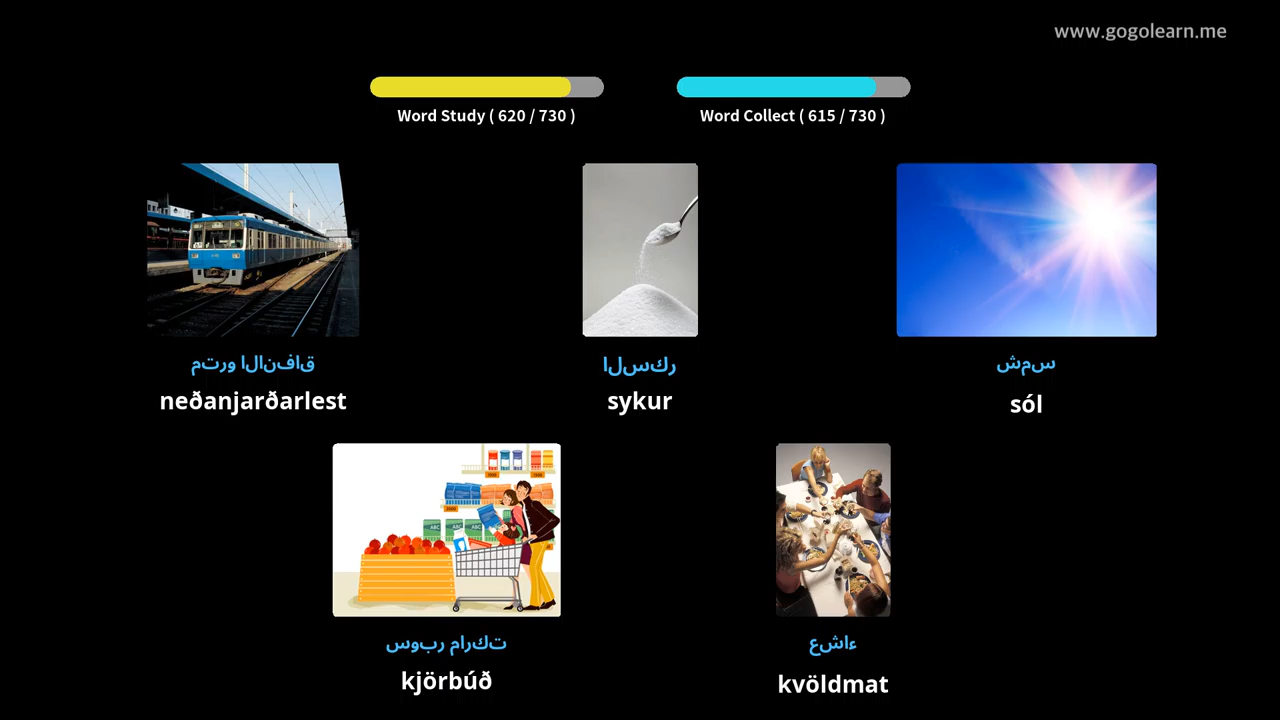 www.gogolearn.me
Word Study ( 620 / 730 )
Word Collect ( 615 / 730 )
مترو الانفاق
neðanjarðarlest
السكر
sykur
شمس
sól
سوبر ماركت
kjörbúð
عشاء
kvöldmat